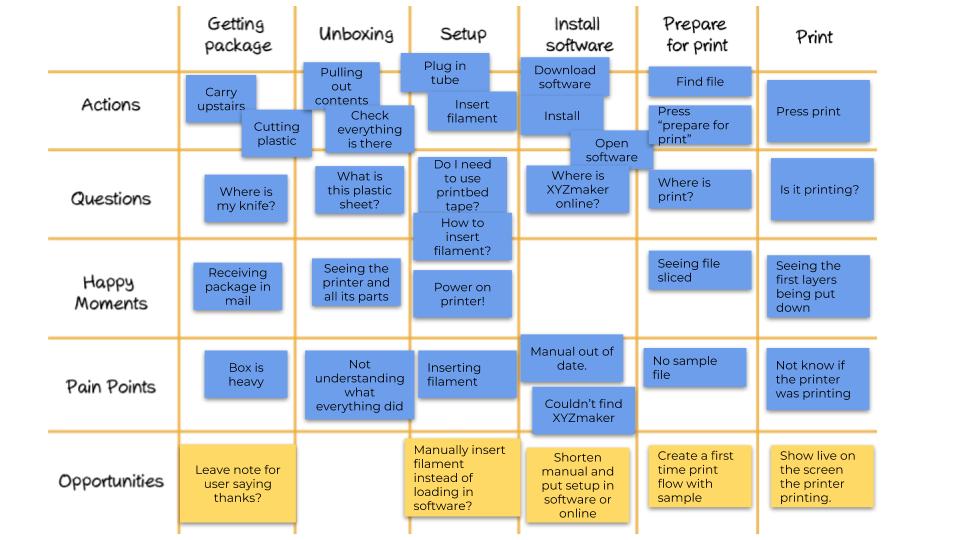 Getting
package
Unboxing
Setup
Install
software
Prepare
for print
Print
Actions
Carry
upstairs
Cutting
plastic
Pulling
out
contents
Check
everything
is there
Plug in
tube
Insert
filament
Download
software
Install
Open
software
Find file
Press
“prepare for
print”
Press print
Questions
Where is
my knife?
What is
this plastic
sheet?
Do I need
to use
printbed
tape?
How to
insert
filament?
Where is
XYZmaker
online?
Where is
print?
Is it printing?
Happy
Moments
Receiving
package in
mail
Seeing the
printer and
all its parts
Power on
printer!
Seeing file
sliced
Seeing the
first layers
being put
down
Pain Points
Box is
heavy
Not
understanding
what
everything did
Inserting
filament
Manual out of
date.
Couldn’t find
XYZmaker
No sample
file
Not know if
the printer
was printing
Opportunities
Leave note for
user saying
thanks?
Manually insert
filament
instead of
loading in
software?
Shorten
manual and
put setup in
software or
online
Create a first
time print
flow with
sample
Show live on
the screen
the printer
printing.